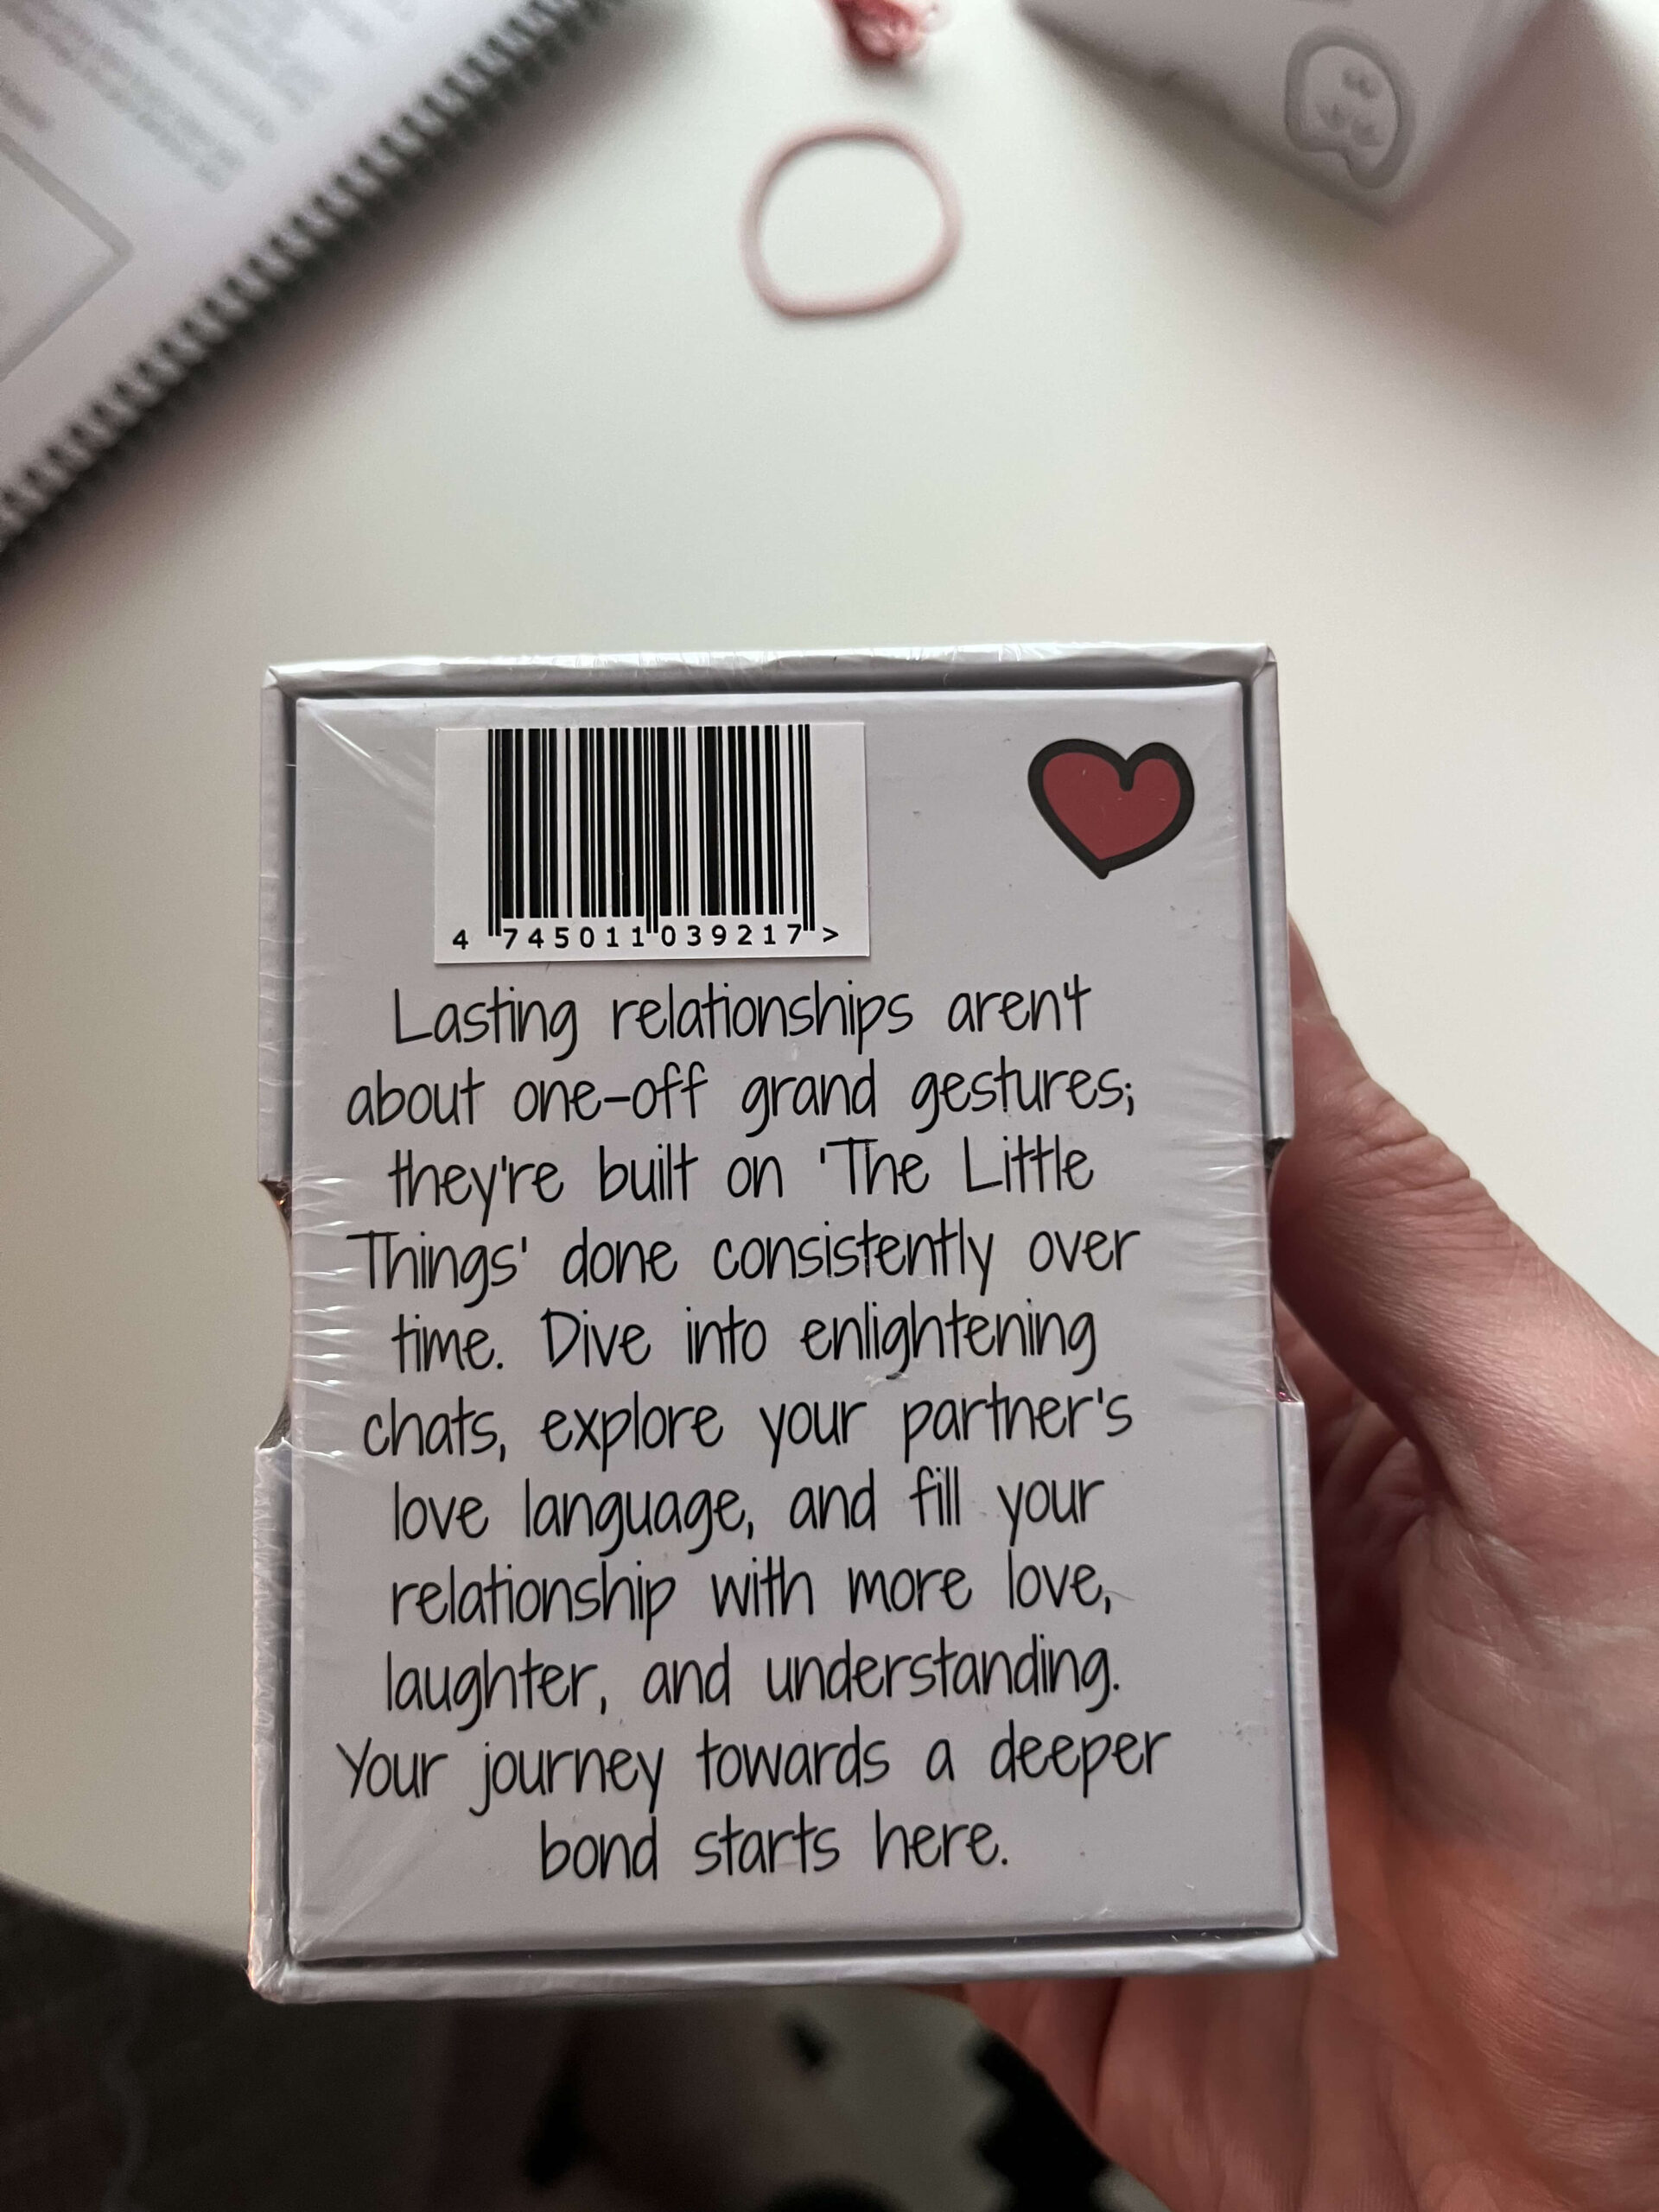 4 745011 039217 >
Lasting relationships aren't
about one-off grand gestures;
they're built on 'The Little
Things' done consistently over
time. Dive into enlightening
chats, explore your partner's
love language, and fill your
relationship with more love,
laughter, and understanding.
Your journey towards a deeper
bond starts here.